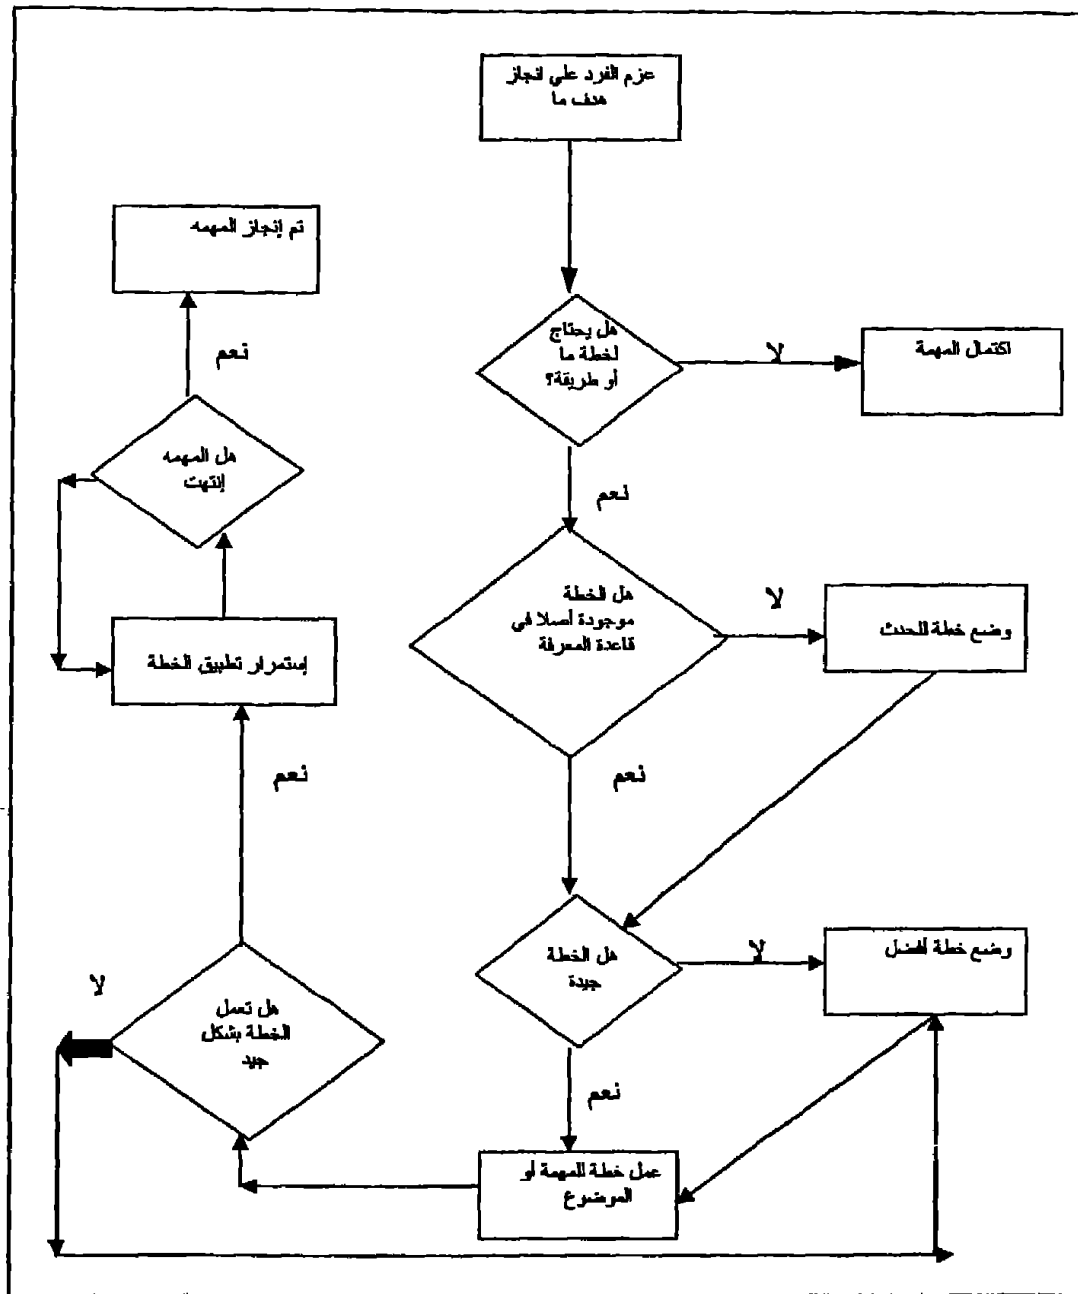 عزم الفرد على انجاز
هدف ما
هل يحتاج
لخطة ما
أو طريقة؟
لا
اكتمال المهمة
نعم
هل الخطة
موجودة أصلا في
قاعدة المعرفة
لا
وضع خطة للحدث
نعم
هل الخطة
جيدة
لا
وضع خطة أفضل
نعم
عمل خطة للمهمة أو
الموضوع
هل تعمل
الخطة بشكل
جيد
لا
نعم
إستمرار تطبيق الخطة
هل المهمه
إنتهت
نعم
تم إنجاز المهمه